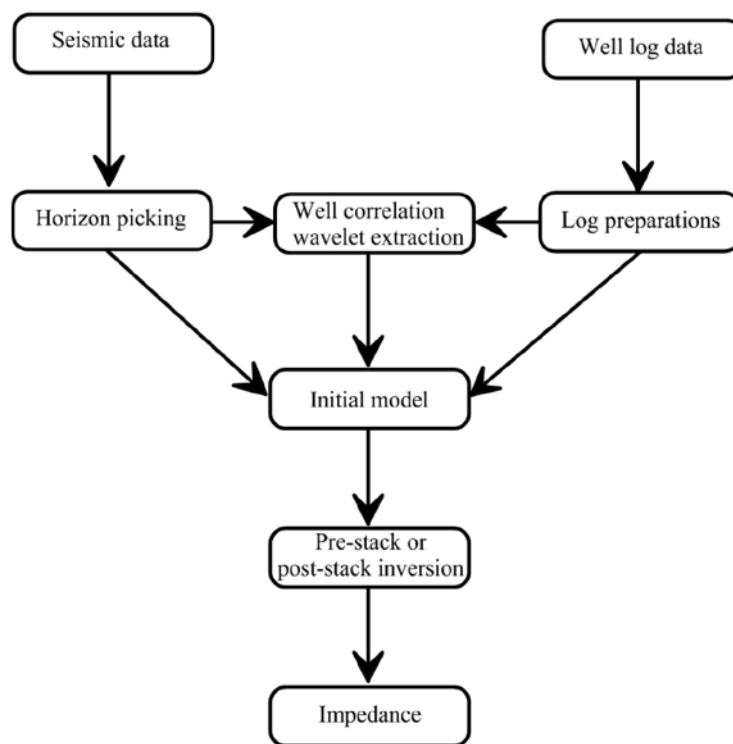 Seismic data
Well log data
Horizon picking
Well correlation
wavelet extraction
Log preparations
Initial model
Pre-stack or
post-stack inversion
Impedance